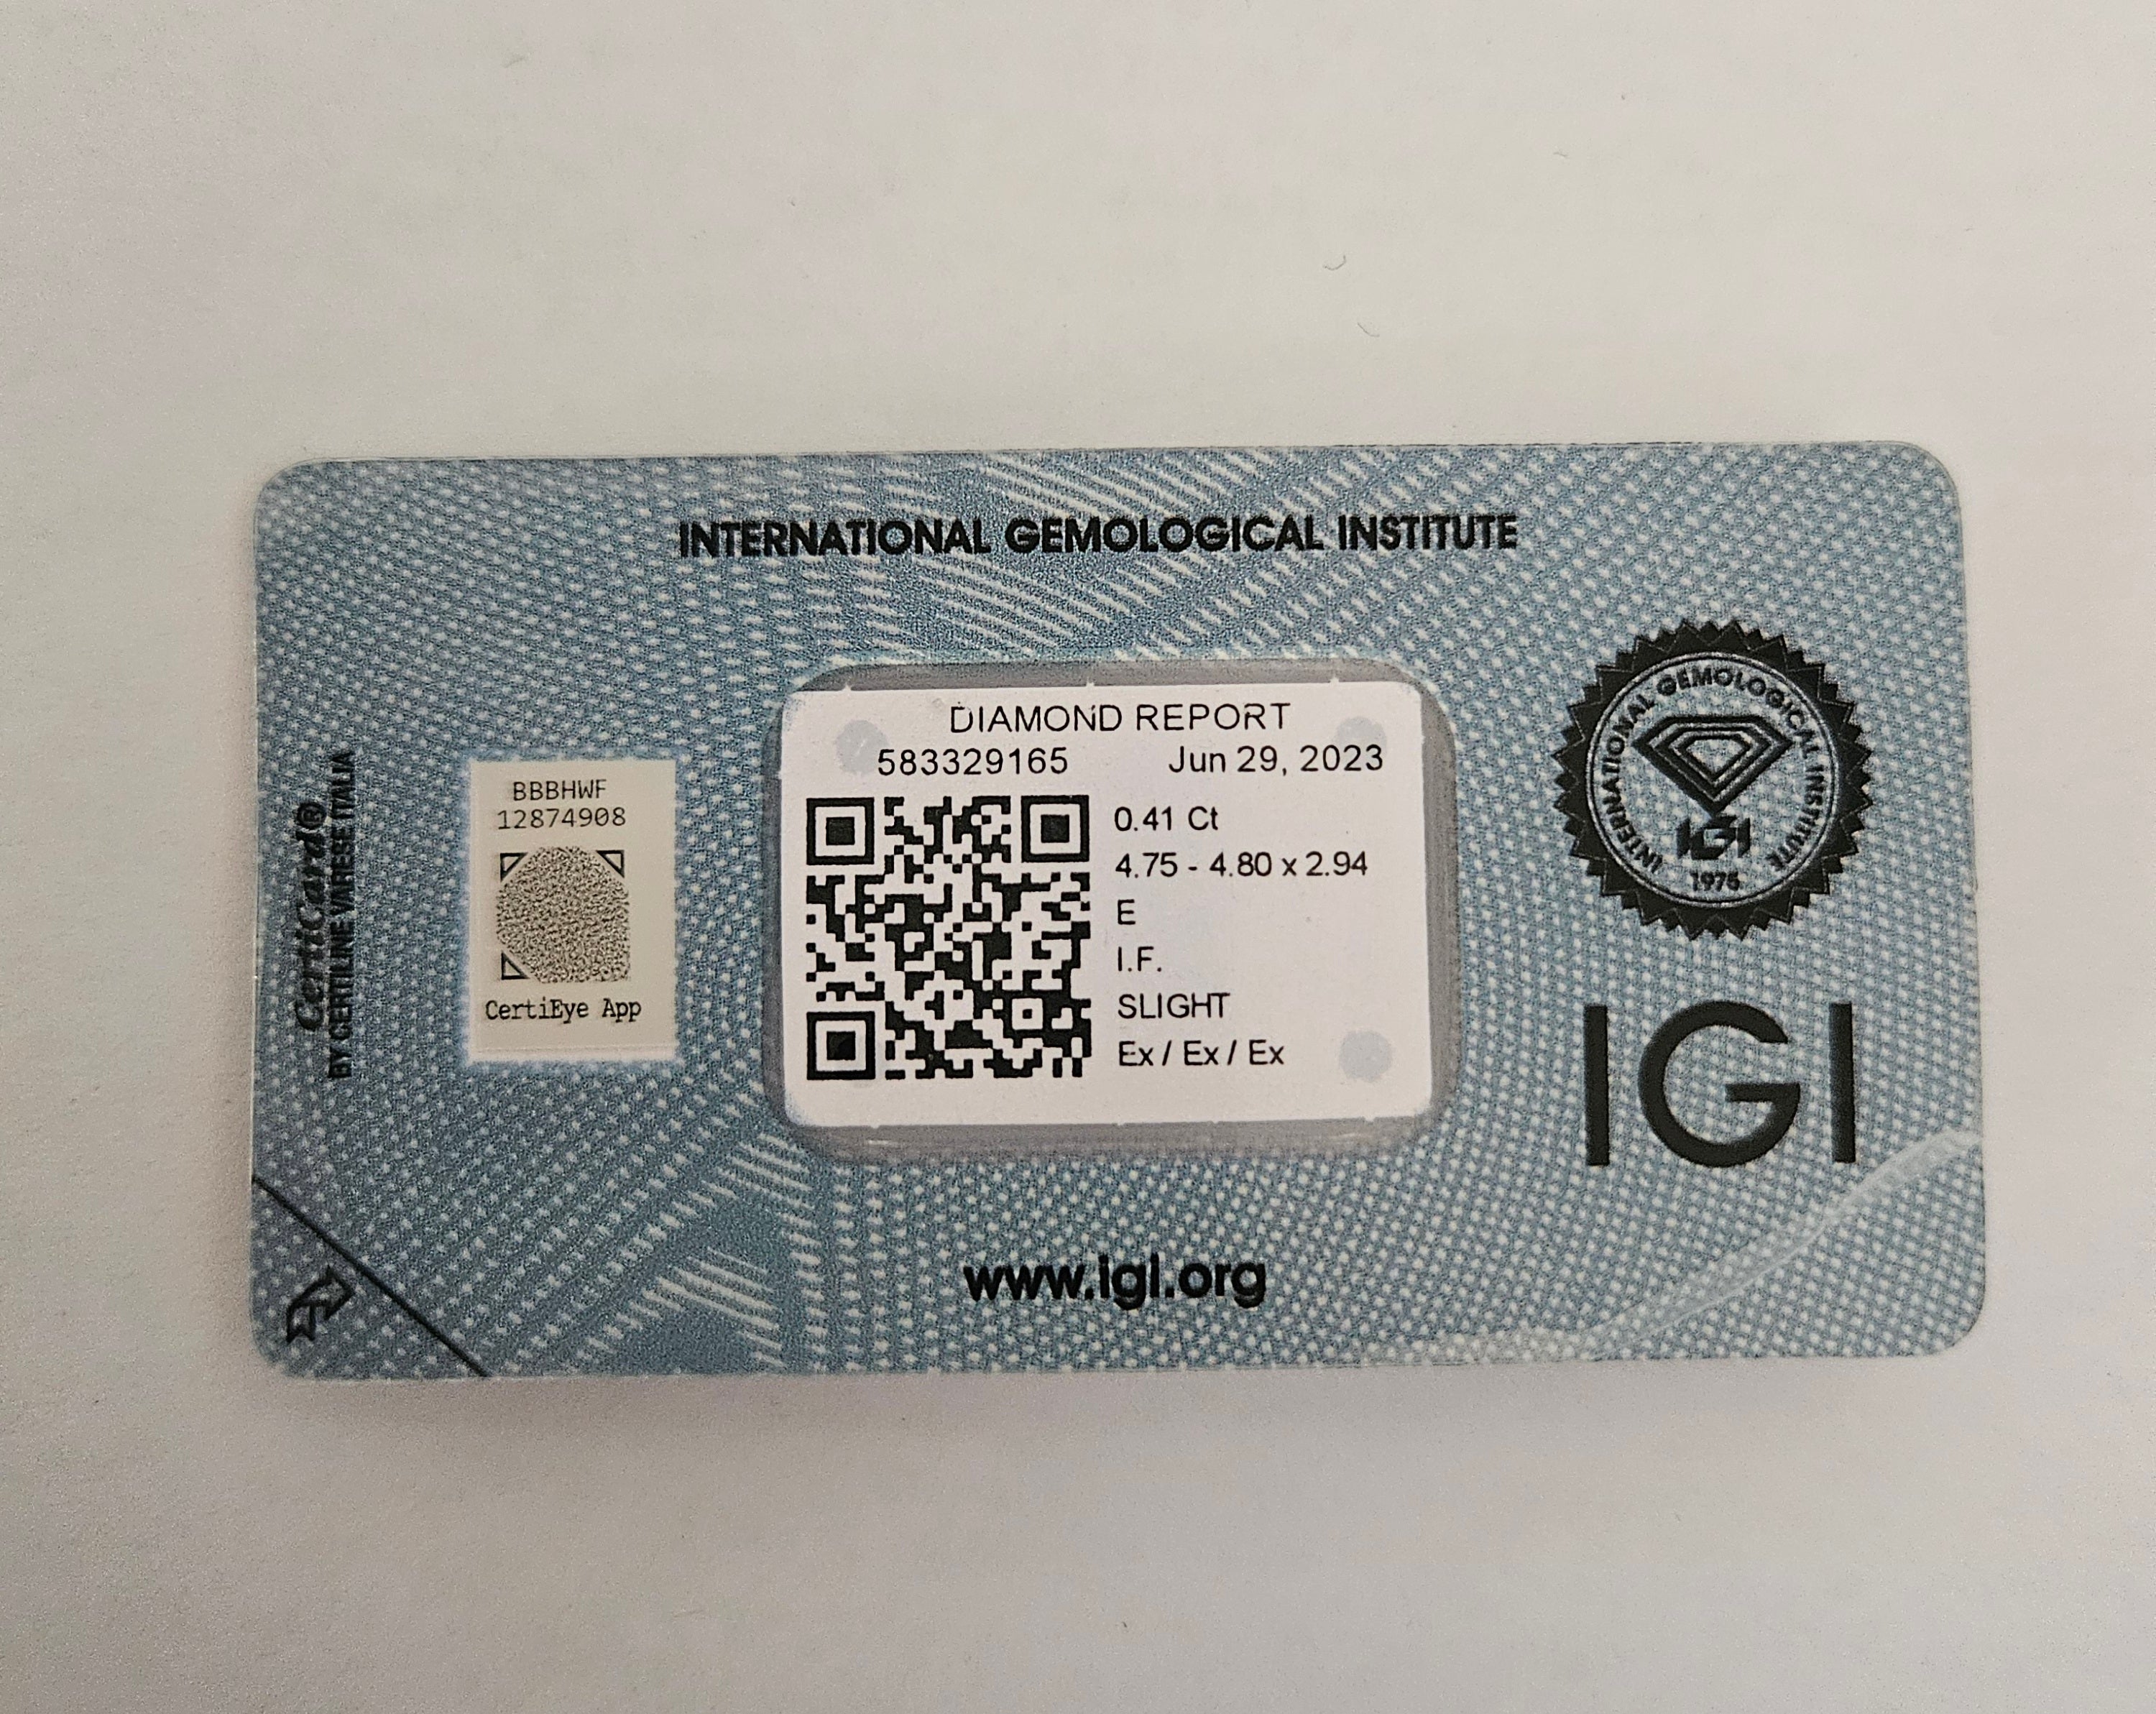 INTERNATIONAL GEMOLOGICAL INSTITUTE
CertiCard®
BY CERTILINE VARESE ITALIA
BBBHWF
12874908
CertiEye App
DIAMOND REPORT
583329165 Jun 29, 2023
0.41 Ct
4.75 - 4.80 x 2.94
E
I.F.
SLIGHT
Ex / Ex / Ex
INTERNATIONAL GEMOLOGICAL INSTITUTE
IGI
1975
IGI
www.igi.org